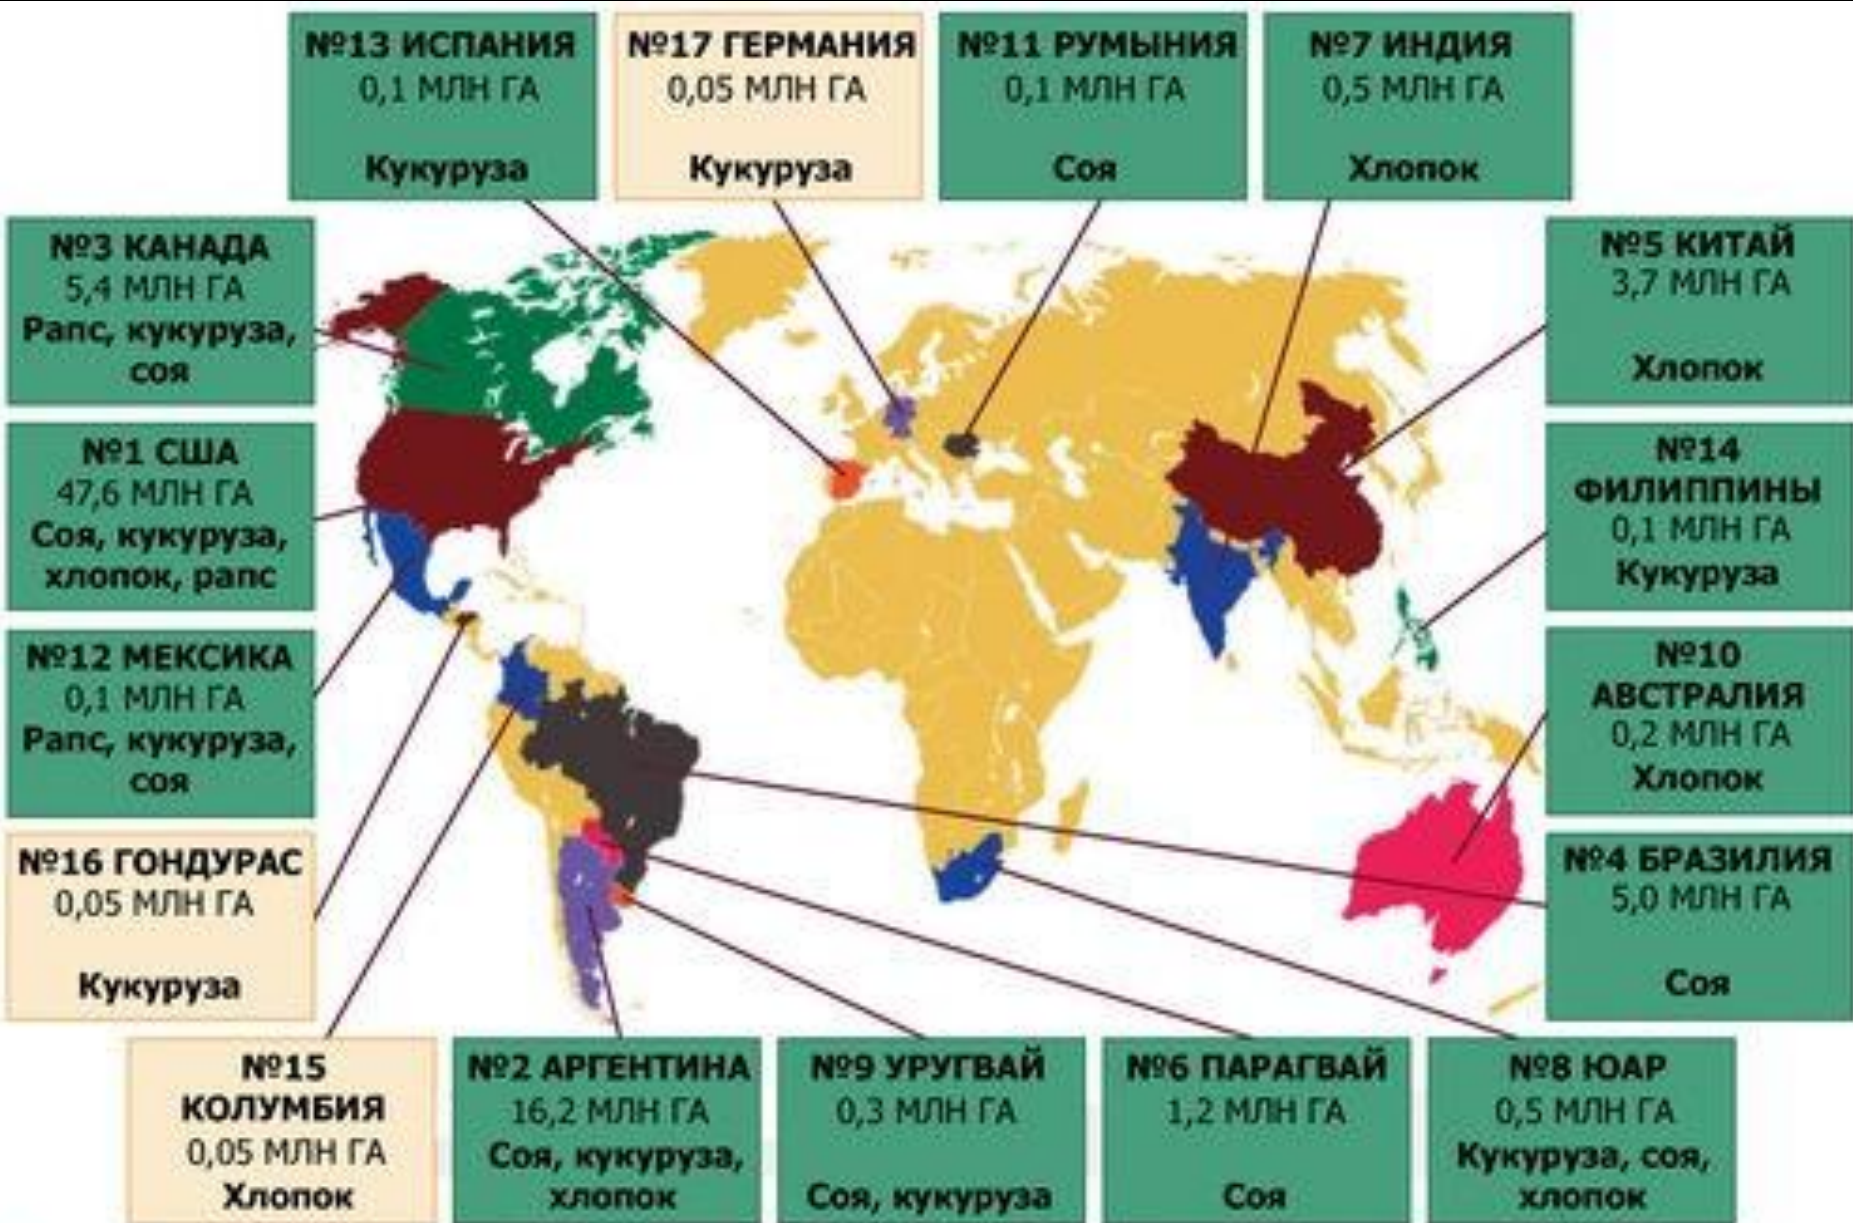 №13 ИСПАНИЯ
0,1 МЛН ГА
Кукуруза
№17 ГЕРМАНИЯ
0,05 МЛН ГА
Кукуруза
№11 РУМЫНИЯ
0,1 МЛН ГА
Соя
№7 ИНДИЯ
0,5 МЛН ГА
Хлопок
№3 КАНАДА
5,4 МЛН ГА
Рапс, кукуруза,
соя
№5 КИТАЙ
3,7 МЛН ГА
Хлопок
№1 США
47,6 МЛН ГА
Соя, кукуруза,
хлопок, рапс
№14
ФИЛИППИНЫ
0,1 МЛН ГА
Кукуруза
№12 МЕКСИКА
0,1 МЛН ГА
Рапс, кукуруза,
соя
№10
АВСТРАЛИЯ
0,2 МЛН ГА
Хлопок
№16 ГОНДУРАС
0,05 МЛН ГА
Кукуруза
№4 БРАЗИЛИЯ
5,0 МЛН ГА
Соя
№15
КОЛУМБИЯ
0,05 МЛН ГА
Хлопок
№2 АРГЕНТИНА
16,2 МЛН ГА
Соя, кукуруза,
хлопок
№9 УРУГВАЙ
0,3 МЛН ГА
Соя, кукуруза
№6 ПАРАГВАЙ
1,2 МЛН ГА
Соя
№8 ЮАР
0,5 МЛН ГА
Кукуруза, соя,
хлопок